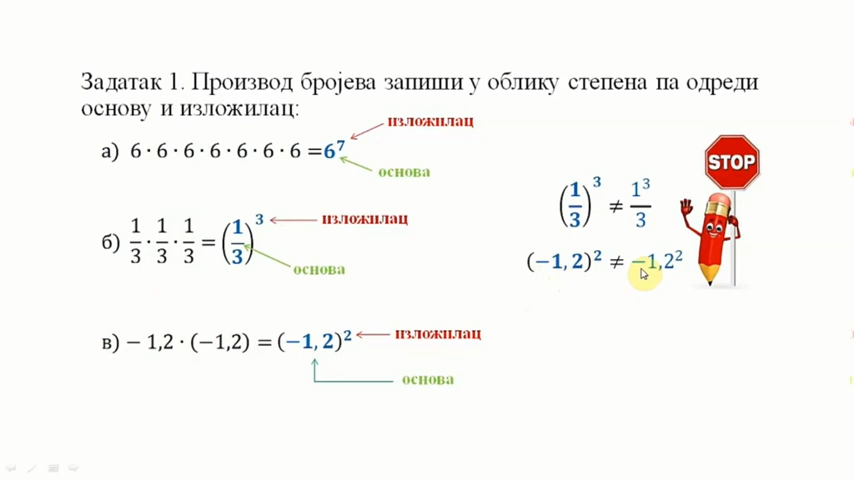 Задатак 1. Производ бројева запиши у облику степена па одреди
основу и изложилац:
изложилац
а) 6 · 6 · 6 · 6 · 6 · 6 · 6 = 6⁷
основа
б) 1/3 · 1/3 · 1/3 = (1/3)³
изложилац
основа
в) − 1,2 · (−1,2) = (−1, 2)²
изложилац
основа
STOP
(1/3)³ ≠ 1³/3
(−1, 2)² ≠ −1,2²